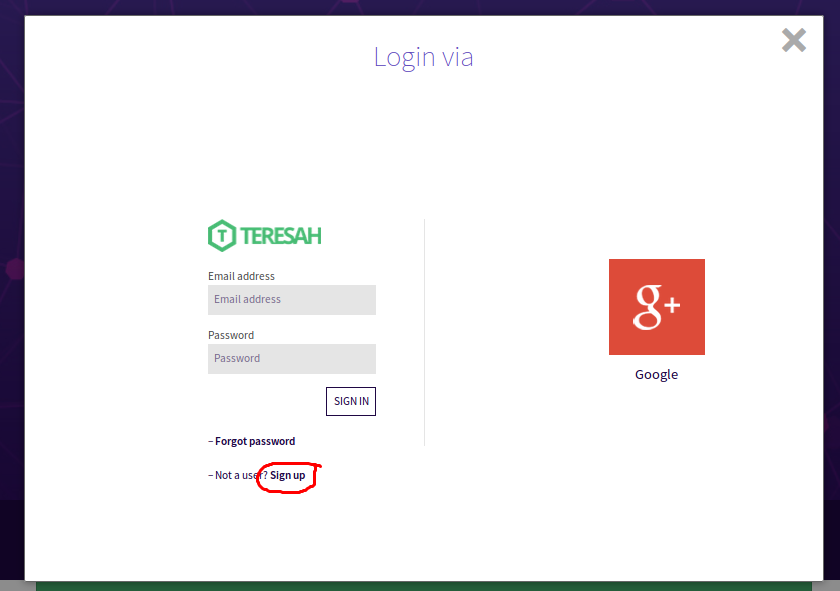 Login via
T TERESAH
Email address
Email address
Password
Password
SIGN IN
– Forgot password
– Not a user? Sign up
g+
Google